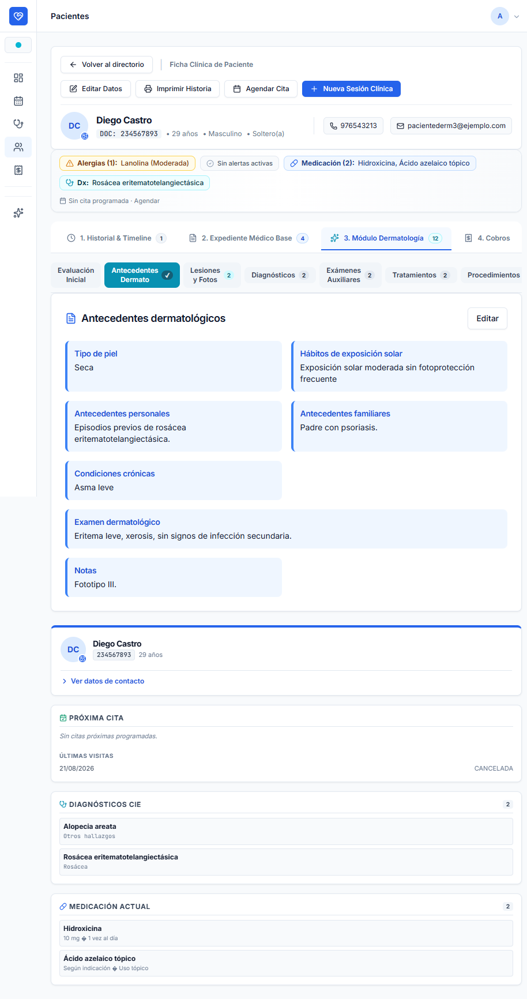 Pacientes
A
Volver al directorio
Ficha Clínica de Paciente
Editar Datos
Imprimir Historia
Agendar Cita
Nueva Sesión Clínica
DC
Diego Castro
DOC: 234567893 • 29 años • Masculino • Soltero(a)
976543213
pacientederm3@ejemplo.com
Alergias (1): Lanolina (Moderada)
Sin alertas activas
Medicación (2): Hidroxicina, Ácido azelaico tópico
Dx: Rosácea eritematotelangiectásica
Sin cita programada · Agendar
1. Historial & Timeline 1
2. Expediente Médico Base 4
3. Módulo Dermatología 12
4. Cobros
Evaluación
Inicial
Antecedentes
Dermato ✓
Lesiones
y Fotos 2
Diagnósticos 2
Exámenes
Auxiliares 2
Tratamientos 2
Procedimientos
Antecedentes dermatológicos
Editar
Tipo de piel
Seca
Hábitos de exposición solar
Exposición solar moderada sin fotoprotección
frecuente
Antecedentes personales
Episodios previos de rosácea
eritematotelangiectásica.
Antecedentes familiares
Padre con psoriasis.
Condiciones crónicas
Asma leve
Examen dermatológico
Eritema leve, xerosis, sin signos de infección secundaria.
Notas
Fototipo III.
DC
Diego Castro
234567893 29 años
Ver datos de contacto
PRÓXIMA CITA
Sin citas próximas programadas.
ÚLTIMAS VISITAS
21/08/2026 CANCELADA
DIAGNÓSTICOS CIE 2
Alopecia areata
Otros hallazgos
Rosácea eritematotelangiectásica
Rosácea
MEDICACIÓN ACTUAL 2
Hidroxicina
10 mg � 1 vez al día
Ácido azelaico tópico
Según indicación � Uso tópico